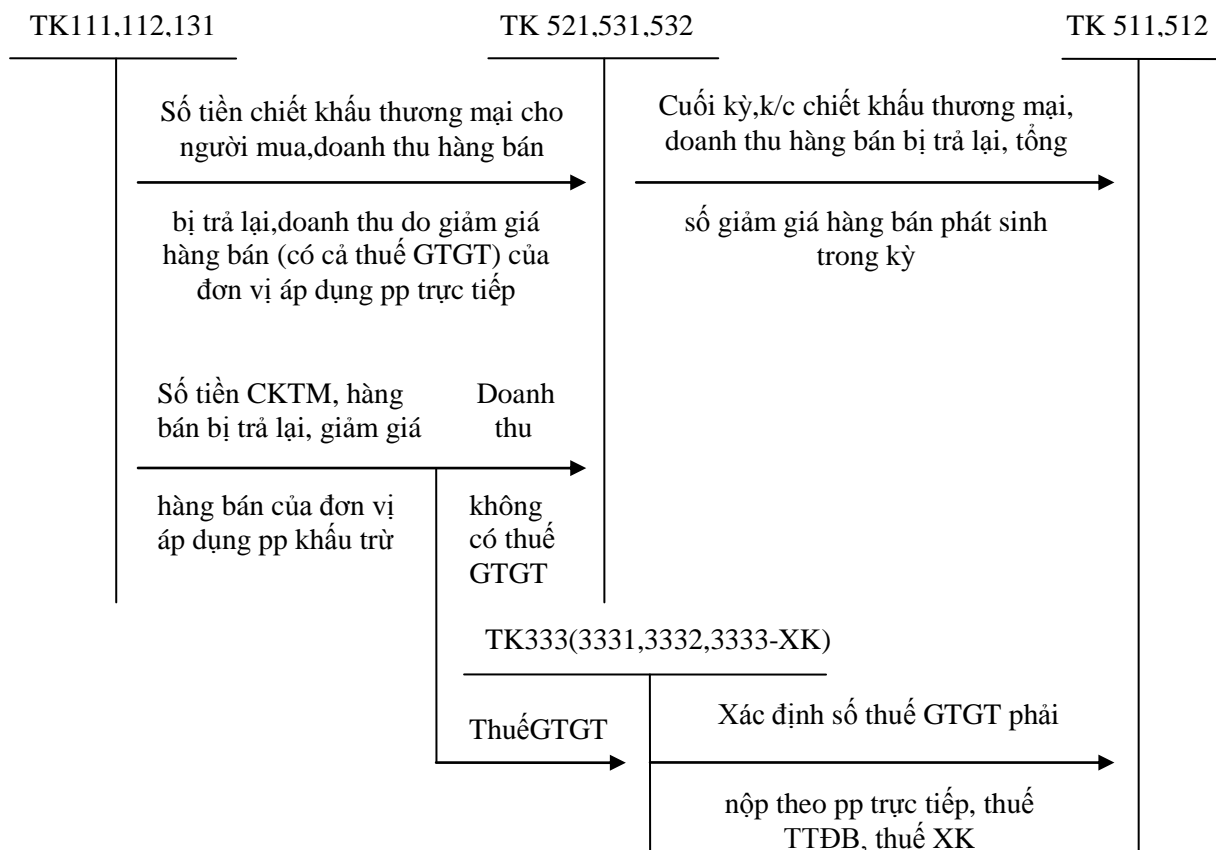 TK111,112,131
TK 521,531,532
TK 511,512
Số tiền chiết khấu thương mại cho
người mua,doanh thu hàng bán
bị trả lại,doanh thu do giảm giá
hàng bán (có cả thuế GTGT) của
đơn vị áp dụng pp trực tiếp
Cuối kỳ,k/c chiết khấu thương mại,
doanh thu hàng bán bị trả lại, tổng
số giảm giá hàng bán phát sinh
trong kỳ
Số tiền CKTM, hàng
bán bị trả lại, giảm giá
hàng bán của đơn vị
áp dụng pp khấu trừ
Doanh
thu
không
có thuế
GTGT
TK333(3331,3332,3333-XK)
ThuếGTGT
Xác định số thuế GTGT phải
nộp theo pp trực tiếp, thuế
TTĐB, thuế XK